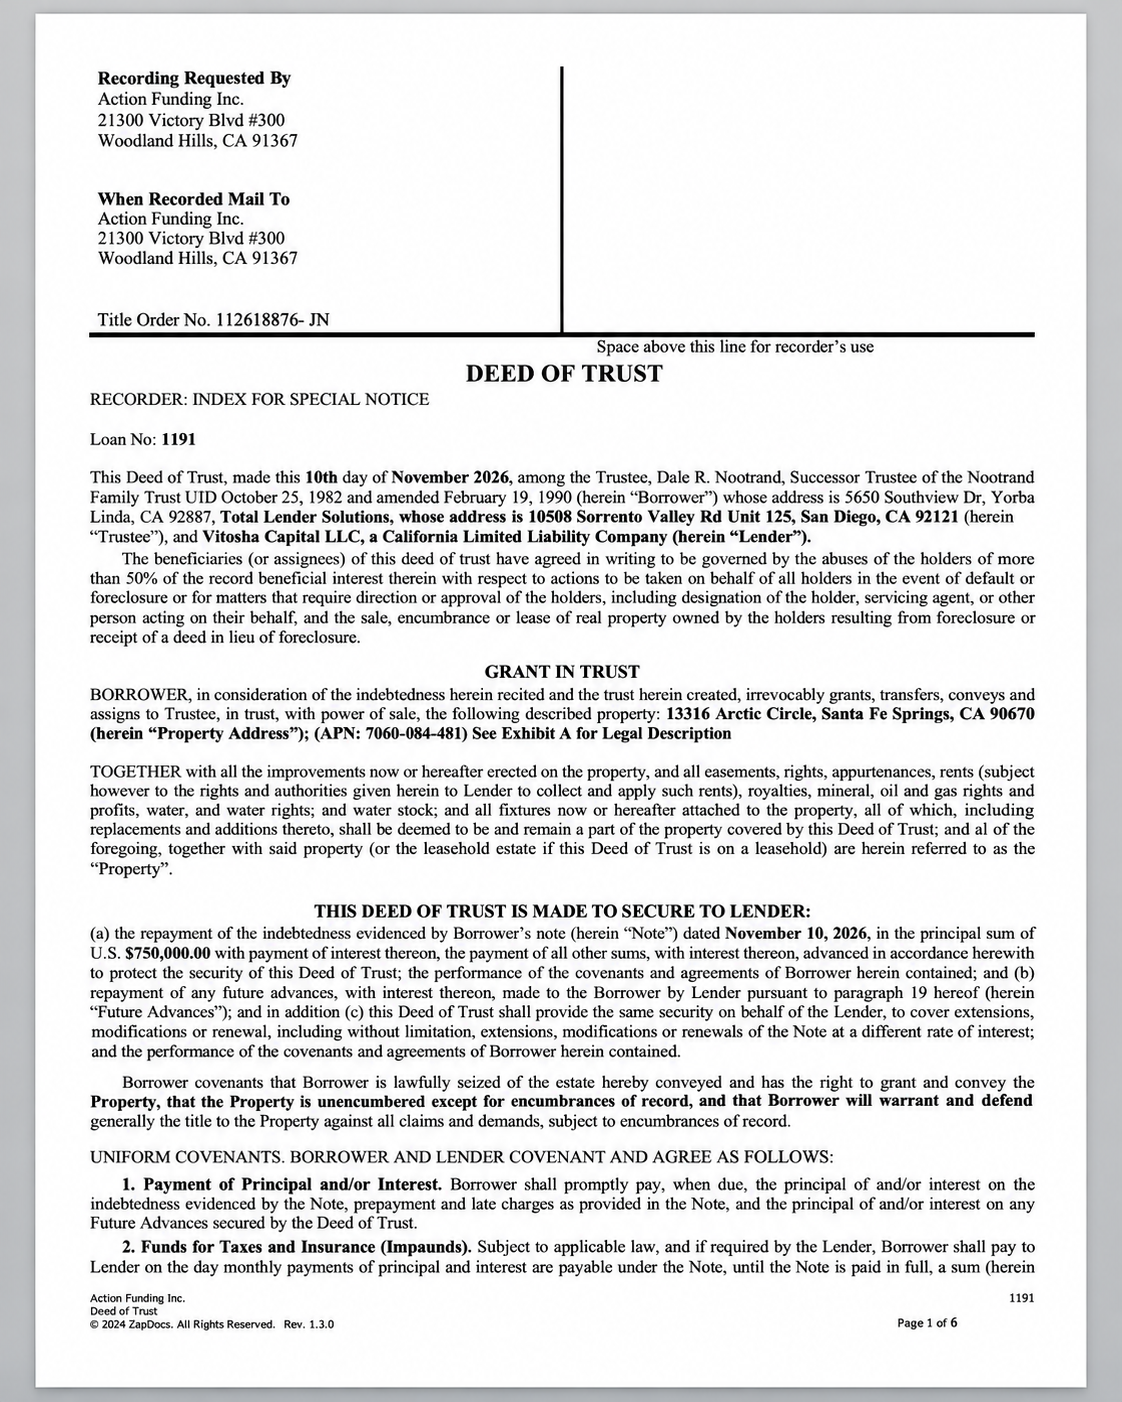 Recording Requested By
Action Funding Inc.
21300 Victory Blvd #300
Woodland Hills, CA 91367
When Recorded Mail To
Action Funding Inc.
21300 Victory Blvd #300
Woodland Hills, CA 91367
Title Order No. 112618876- JN
Space above this line for recorder’s use
DEED OF TRUST
RECORDER: INDEX FOR SPECIAL NOTICE
Loan No: 1191
This Deed of Trust, made this 10th day of November 2026, among the Trustee, Dale R. Nootrand, Successor Trustee of the Nootrand
Family Trust UID October 25, 1982 and amended February 19, 1990 (herein “Borrower”) whose address is 5650 Southview Dr, Yorba
Linda, CA 92887, Total Lender Solutions, whose address is 10508 Sorrento Valley Rd Unit 125, San Diego, CA 92121 (herein
“Trustee”), and Vitosha Capital LLC, a California Limited Liability Company (herein “Lender”).
The beneficiaries (or assignees) of this deed of trust have agreed in writing to be governed by the abuses of the holders of more
than 50% of the record beneficial interest therein with respect to actions to be taken on behalf of all holders in the event of default or
foreclosure or for matters that require direction or approval of the holders, including designation of the holder, servicing agent, or other
person acting on their behalf, and the sale, encumbrance or lease of real property owned by the holders resulting from foreclosure or
receipt of a deed in lieu of foreclosure.
GRANT IN TRUST
BORROWER, in consideration of the indebtedness herein recited and the trust herein created, irrevocably grants, transfers, conveys and
assigns to Trustee, in trust, with power of sale, the following described property: 13316 Arctic Circle, Santa Fe Springs, CA 90670
(herein “Property Address”); (APN: 7060-084-481) See Exhibit A for Legal Description
TOGETHER with all the improvements now or hereafter erected on the property, and all easements, rights, appurtenances, rents (subject
however to the rights and authorities given herein to Lender to collect and apply such rents), royalties, mineral, oil and gas rights and
profits, water, and water rights; and water stock; and all fixtures now or hereafter attached to the property, all of which, including
replacements and additions thereto, shall be deemed to be and remain a part of the property covered by this Deed of Trust; and al of the
foregoing, together with said property (or the leasehold estate if this Deed of Trust is on a leasehold) are herein referred to as the
“Property”.
THIS DEED OF TRUST IS MADE TO SECURE TO LENDER:
(a) the repayment of the indebtedness evidenced by Borrower’s note (herein “Note”) dated November 10, 2026, in the principal sum of
U.S. $750,000.00 with payment of interest thereon, the payment of all other sums, with interest thereon, advanced in accordance herewith
to protect the security of this Deed of Trust; the performance of the covenants and agreements of Borrower herein contained; and (b)
repayment of any future advances, with interest thereon, made to the Borrower by Lender pursuant to paragraph 19 hereof (herein
“Future Advances”); and in addition (c) this Deed of Trust shall provide the same security on behalf of the Lender, to cover extensions,
modifications or renewal, including without limitation, extensions, modifications or renewals of the Note at a different rate of interest;
and the performance of the covenants and agreements of Borrower herein contained.
Borrower covenants that Borrower is lawfully seized of the estate hereby conveyed and has the right to grant and convey the
Property, that the Property is unencumbered except for encumbrances of record, and that Borrower will warrant and defend
generally the title to the Property against all claims and demands, subject to encumbrances of record.
UNIFORM COVENANTS. BORROWER AND LENDER COVENANT AND AGREE AS FOLLOWS:
1. Payment of Principal and/or Interest. Borrower shall promptly pay, when due, the principal of and/or interest on the
indebtedness evidenced by the Note, prepayment and late charges as provided in the Note, and the principal of and/or interest on any
Future Advances secured by the Deed of Trust.
2. Funds for Taxes and Insurance (Impaunds). Subject to applicable law, and if required by the Lender, Borrower shall pay to
Lender on the day monthly payments of principal and interest are payable under the Note, until the Note is paid in full, a sum (herein
Action Funding Inc.
1191
Deed of Trust
© 2024 ZapDocs. All Rights Reserved. Rev. 1.3.0
Page 1 of 6